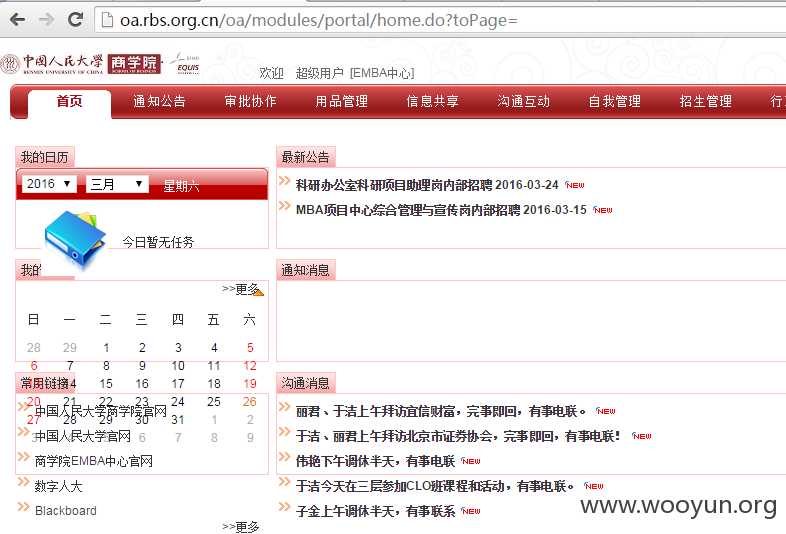 oa.rbs.org.cn/oa/modules/portal/home.do?toPage=
中国人民大学 商学院
RENMIN UNIVERSITY OF CHINA SCHOOL OF BUSINESS
EQUIS
欢迎 超级用户 [EMBA中心]
首页 通知公告 审批协作 用品管理 信息共享 沟通互动 自我管理 招生管理 行
我的日历
2016 三月 星期六
今日暂无任务
最新公告
科研办公室科研项目助理岗内部招聘 2016-03-24 NEW
MBA项目中心综合管理与宣传岗内部招聘 2016-03-15 NEW
我的
>>更多
日 一 二 三 四 五 六
28 29 1 2 3 4 5
6 7 8 9 10 11 12
14 15 16 17 18 19
20 21 22 23 24 25 26
27 28 29 30 31 1 2
6 7 8 9
通知消息
常用链接
中国人民大学商学院官网
中国人民大学官网
商学院EMBA中心官网
数字人大
Blackboard
>>更多
沟通消息
丽君、于洁上午拜访宜信财富，完事即回，有事电联。 NEW
于洁、丽君上午拜访北京市证券协会，完事即回，有事电联！ NEW
伟艳下午调休半天，有事电联 NEW
于洁今天在三层参加CLO班课程和活动，有事电联。 NEW
子金上午调休半天，有事联系 NEW
www.wooyun.org